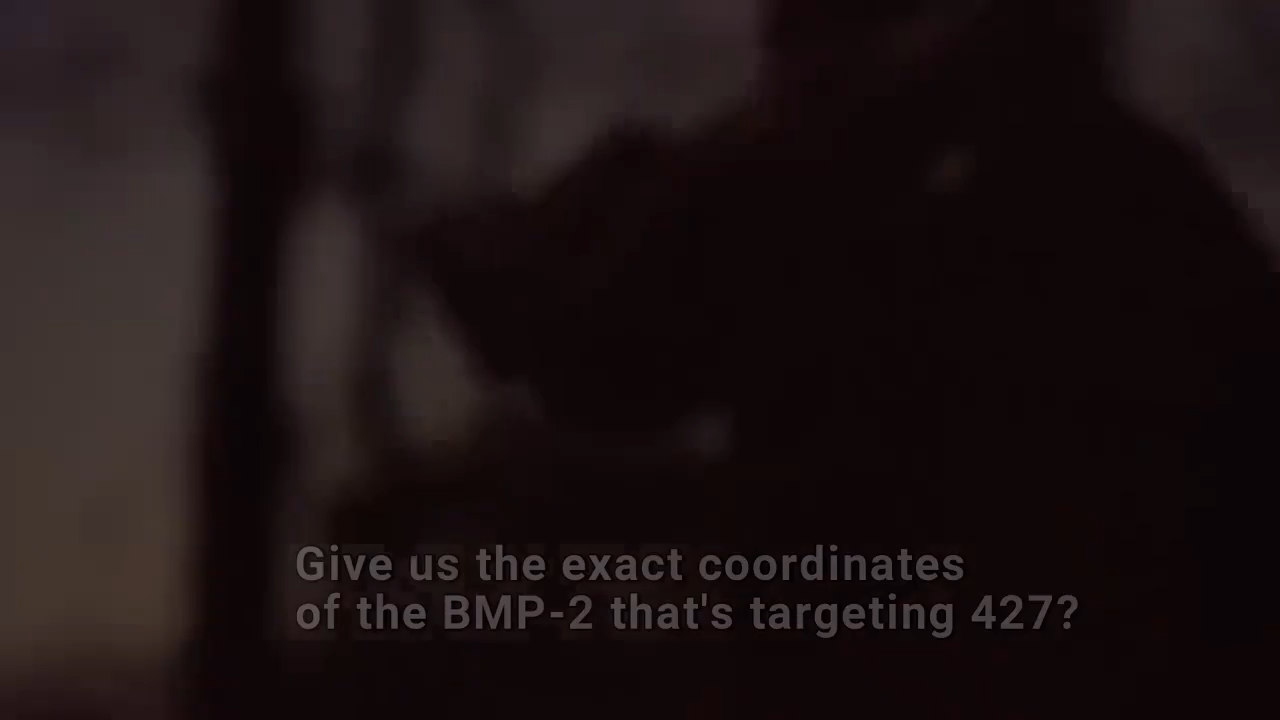 Give us the exact coordinates
of the BMP-2 that's targeting 427?